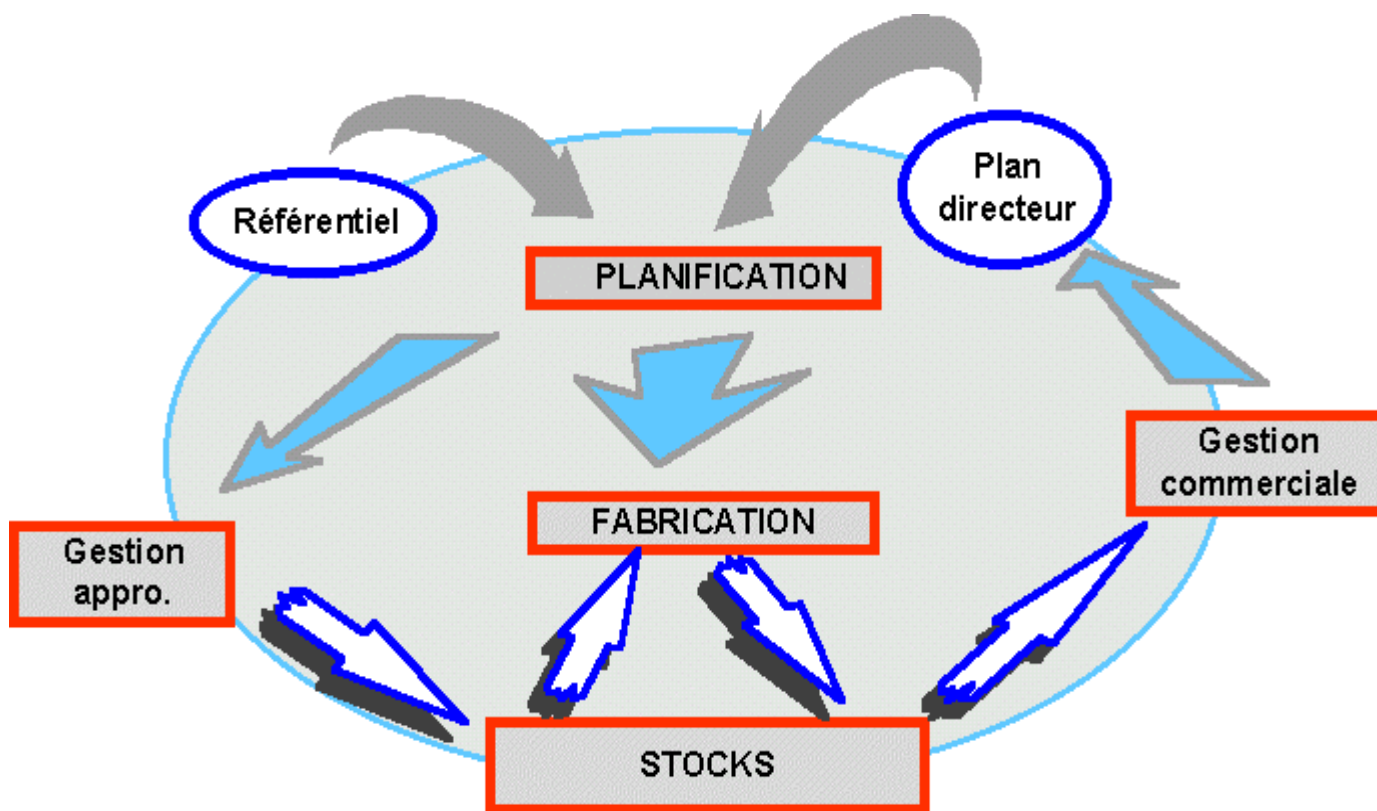 Plan
directeur
Référentiel
PLANIFICATION
Gestion
commerciale
FABRICATION
Gestion
appro.
STOCKS